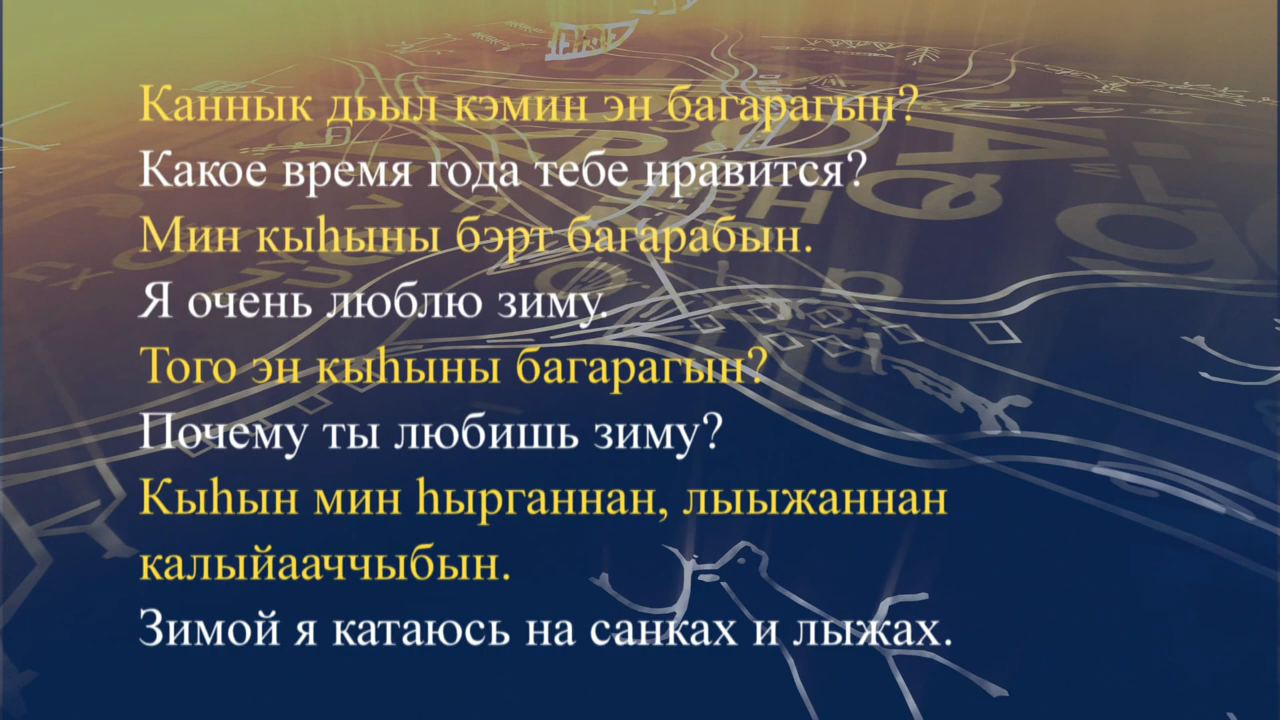 Каннык дьыл кэмин эн багарагын?
Какое время года тебе нравится?
Мин кыһыны бэрт багарабын.
Я очень люблю зиму.
Того эн кыһыны багарагын?
Почему ты любишь зиму?
Кыһын мин һырганнан, лыыжаннан
калыйааччыбын.
Зимой я катаюсь на санках и лыжах.